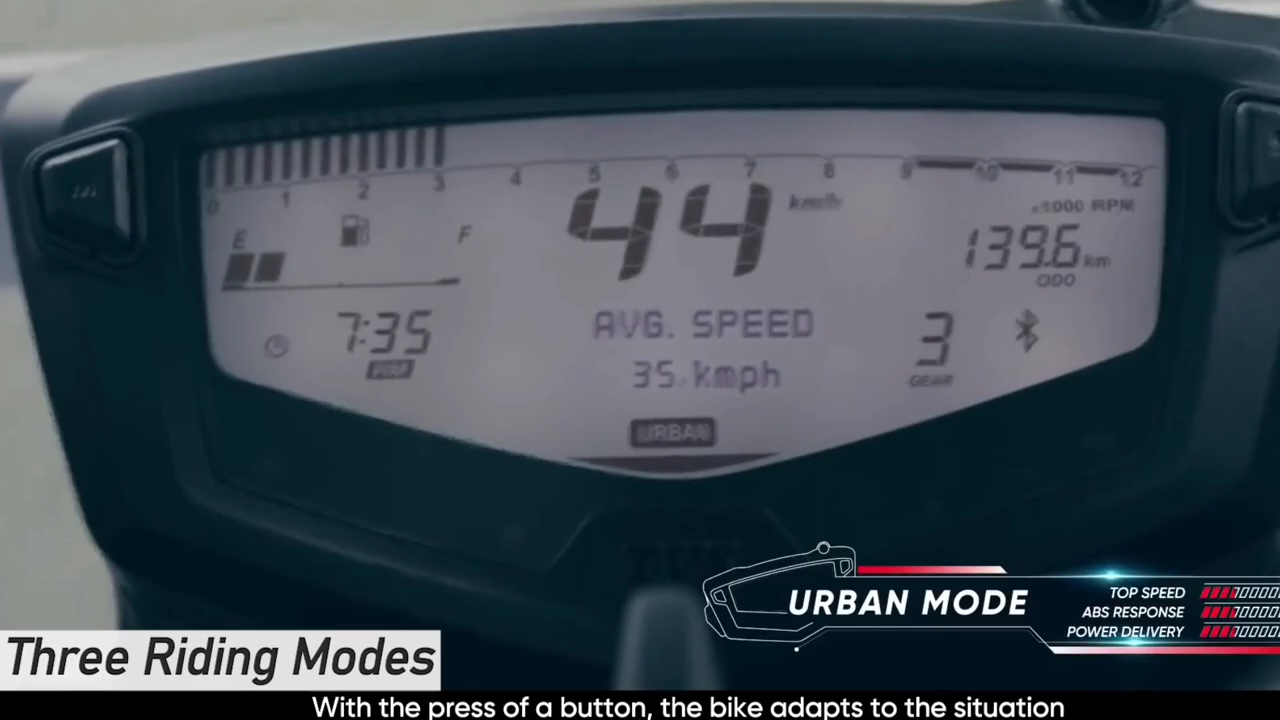 0 1 2 3 4 5 6 7 8 9 10 11 12
x1000 RPM
E F
44 km/h
139.6 km
ODO
7:35
AVG. SPEED
35 kmph
3
GEAR
URBAN
URBAN MODE
TOP SPEED
ABS RESPONSE
POWER DELIVERY
Three Riding Modes
With the press of a button, the bike adapts to the situation